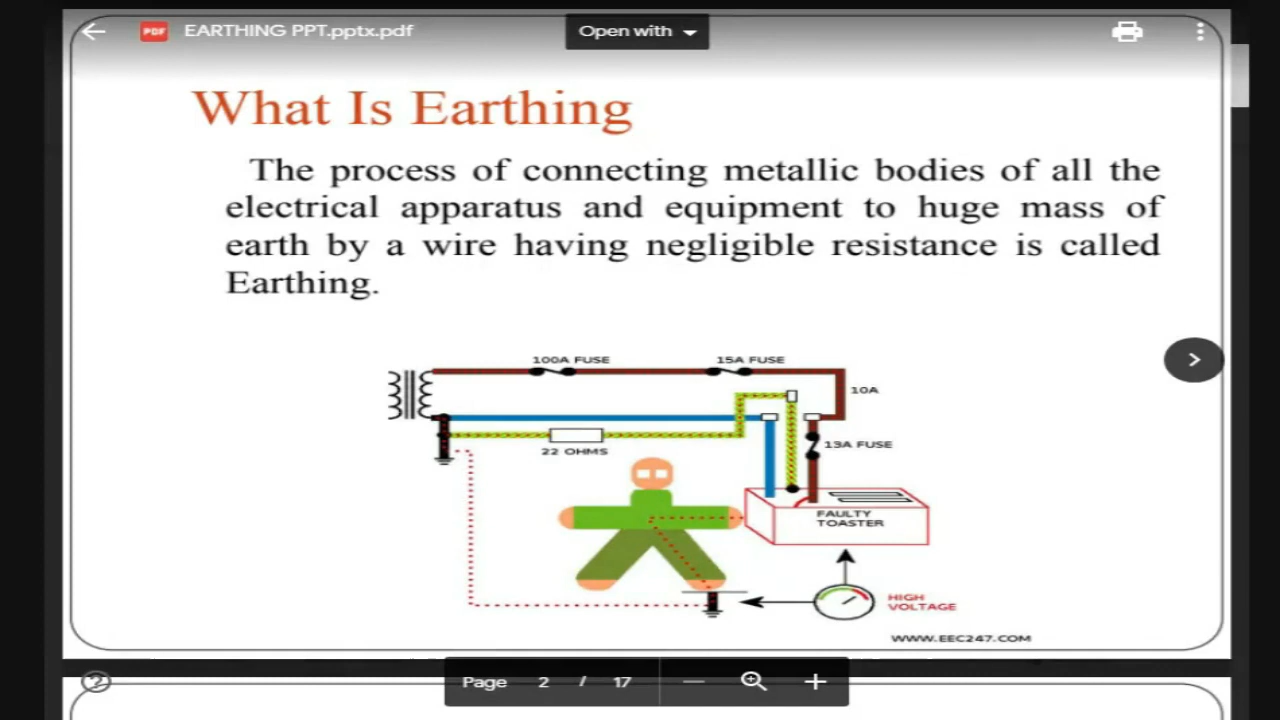 PDF EARTHING PPT.pptx.pdf
Open with
What Is Earthing
The process of connecting metallic bodies of all the
electrical apparatus and equipment to huge mass of
earth by a wire having negligible resistance is called
Earthing.
100A FUSE
15A FUSE
10A
13A FUSE
22 OHMS
FAULTY
TOASTER
HIGH
VOLTAGE
WWW.EEC247.COM
?
Page 2 / 17